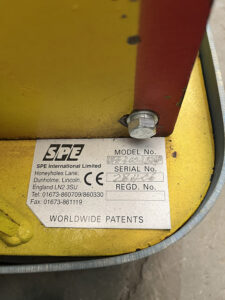 SPE
SPE International Limited
Honeyholes Lane,
Dunholme, Lincoln.
England LN2 3SU
Tel: 01673-860709/860330
Fax: 01673-861119
CE
MODEL No.
SERIAL No.
REGD. No.
WORLDWIDE PATENTS